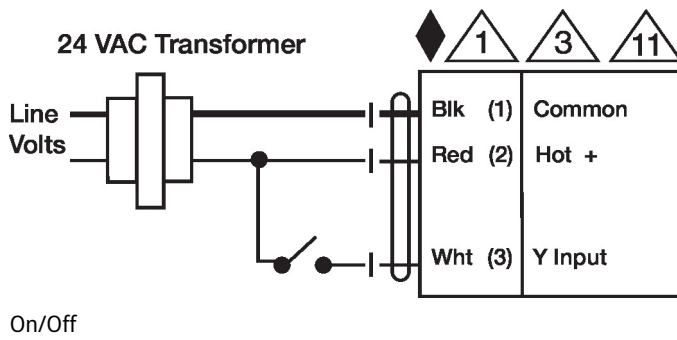 24 VAC Transformer
1
3
11
Line
Volts
Blk (1) Common
Red (2) Hot +
Wht (3) Y Input
On/Off